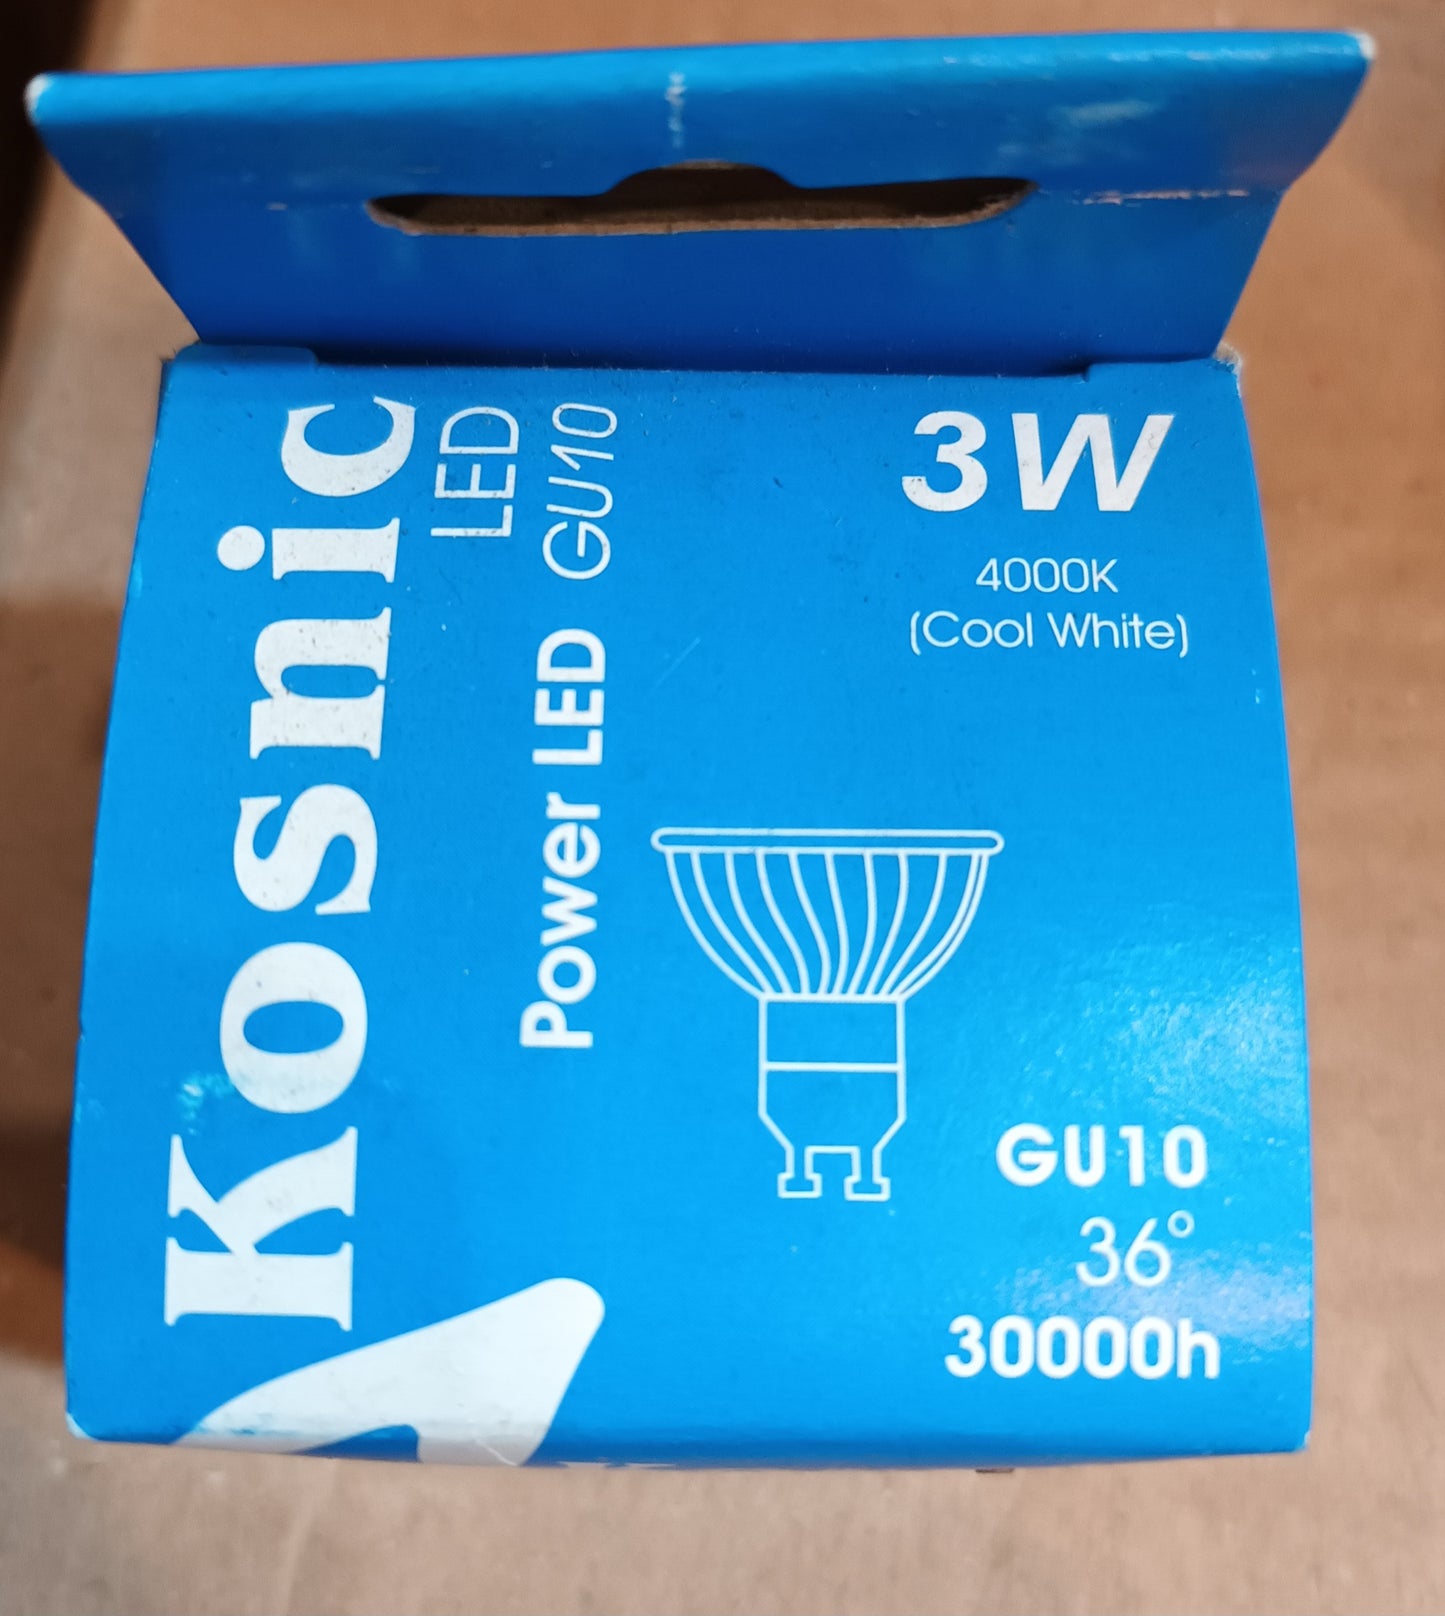 Kosnic
LED
Power LED GU10
3W
4000K
(Cool White)
GU10
36°
30000h